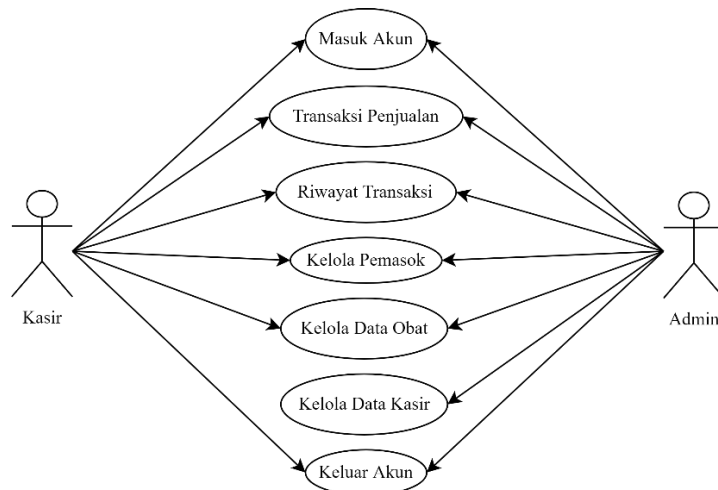 Masuk Akun
Transaksi Penjualan
Riwayat Transaksi
Kelola Pemasok
Kasir
Kelola Data Obat
Admin
Kelola Data Kasir
Keluar Akun